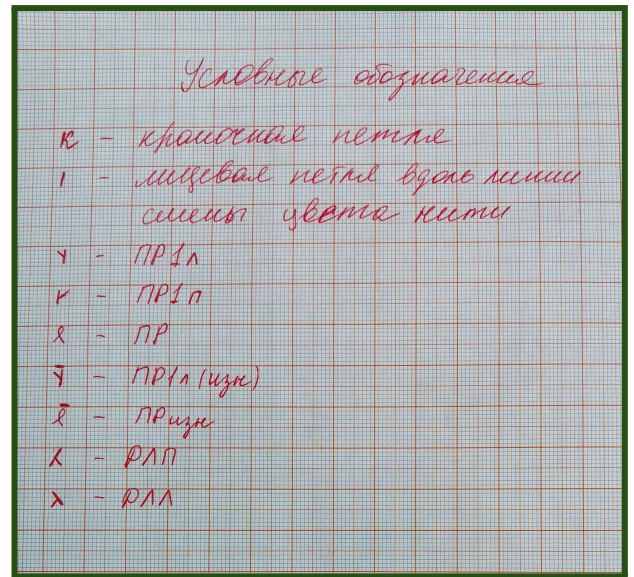 Условные обозначения
К - кромочная петля
I - лицевая петля вдоль линии
смены цвета нити
Y - ПР1л
Y - ПР1п
Ջ - ПР
Ȳ - ПР1л (изн)
Ջ̄ - ПРизн
⋌ - РЛП
λ - РЛЛ